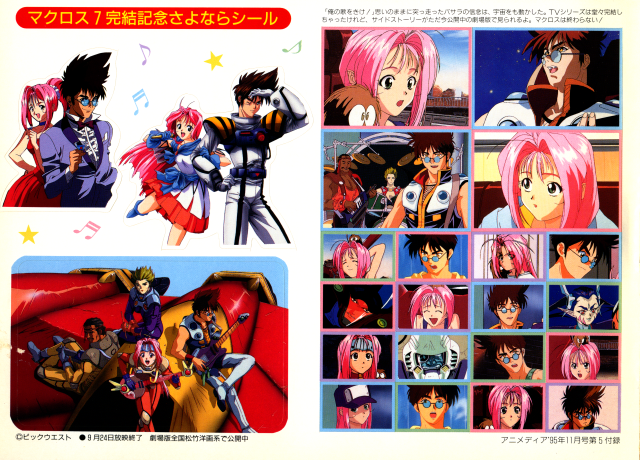 マクロス7完結記念さよならシール
「俺の歌をきけ!」思いのままに突っ走ったバサラの信念は、宇宙をも動かした。TVシリーズは堂々完結し
ちゃったけれど、サイドストーリーがただ今公開中の劇場版で見られるよ。マクロスは終わらない!
©ビックウエスト ●9月24日放映終了 劇場版全国松竹洋画系で公開中
アニメディア'95年11月号第5付録